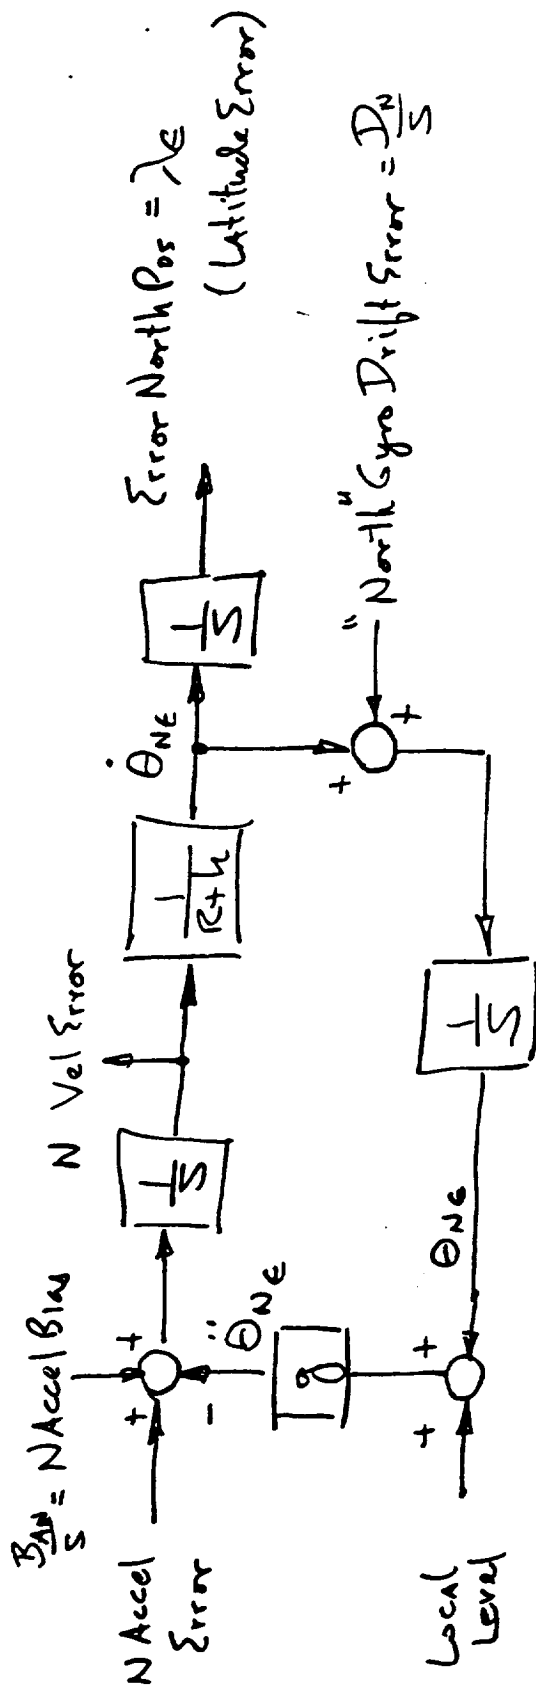 B_AN/S = N Accel Bias
N Accel
Error
+
+
-
1/S
N Vel Error
1/(R+h)
θ̇_NE
1/S
Error North Pos = λ_E
(Latitude Error)
g
θ̈_NE
Local
Level
+
+
θ_NE
1/S
+
+
"North" Gyro Drift Error = D_N/S